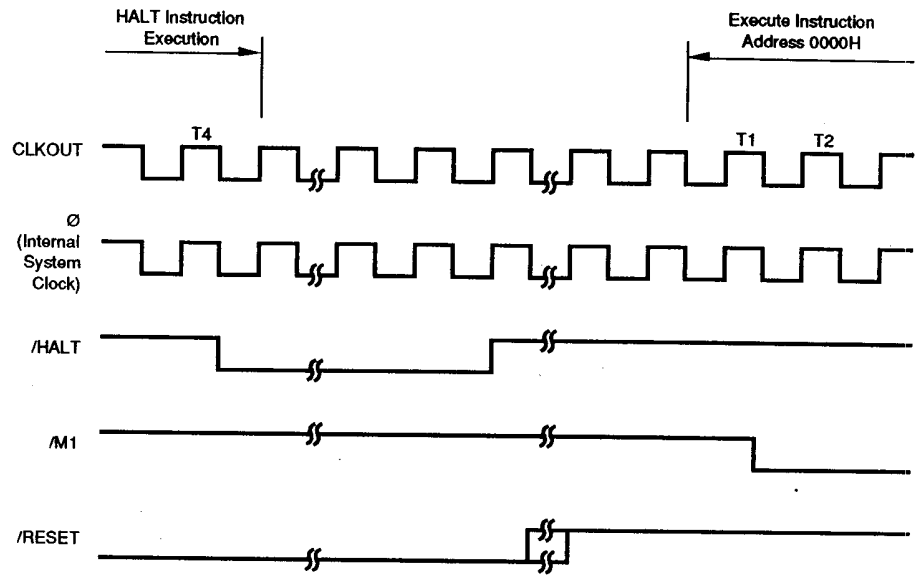 HALT Instruction
Execution
Execute Instruction
Address 0000H
T4
T1
T2
CLKOUT
Ø
(Internal
System
Clock)
/HALT
/M1
/RESET